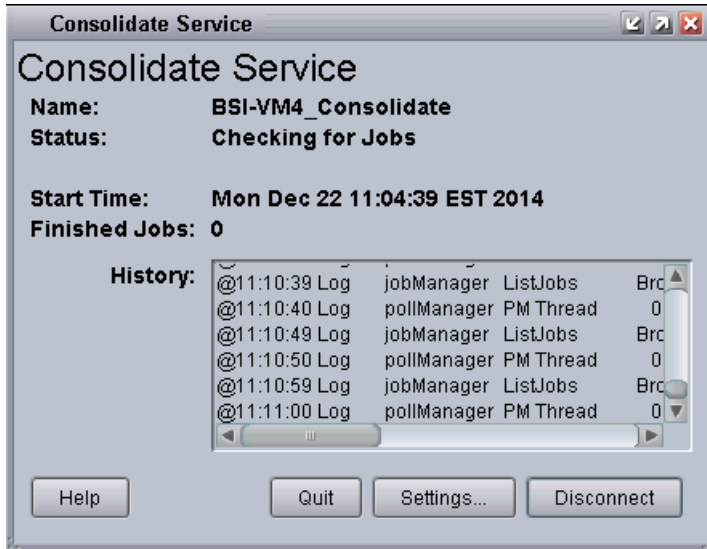 Consolidate Service
Consolidate Service
Name: BSI-VM4_Consolidate
Status: Checking for Jobs
Start Time: Mon Dec 22 11:04:39 EST 2014
Finished Jobs: 0
History:
@11:10:39 Log jobManager ListJobs Bro
@11:10:40 Log pollManager PM Thread 0
@11:10:49 Log jobManager ListJobs Bro
@11:10:50 Log pollManager PM Thread 0
@11:10:59 Log jobManager ListJobs Bro
@11:11:00 Log pollManager PM Thread 0
Help Quit Settings... Disconnect